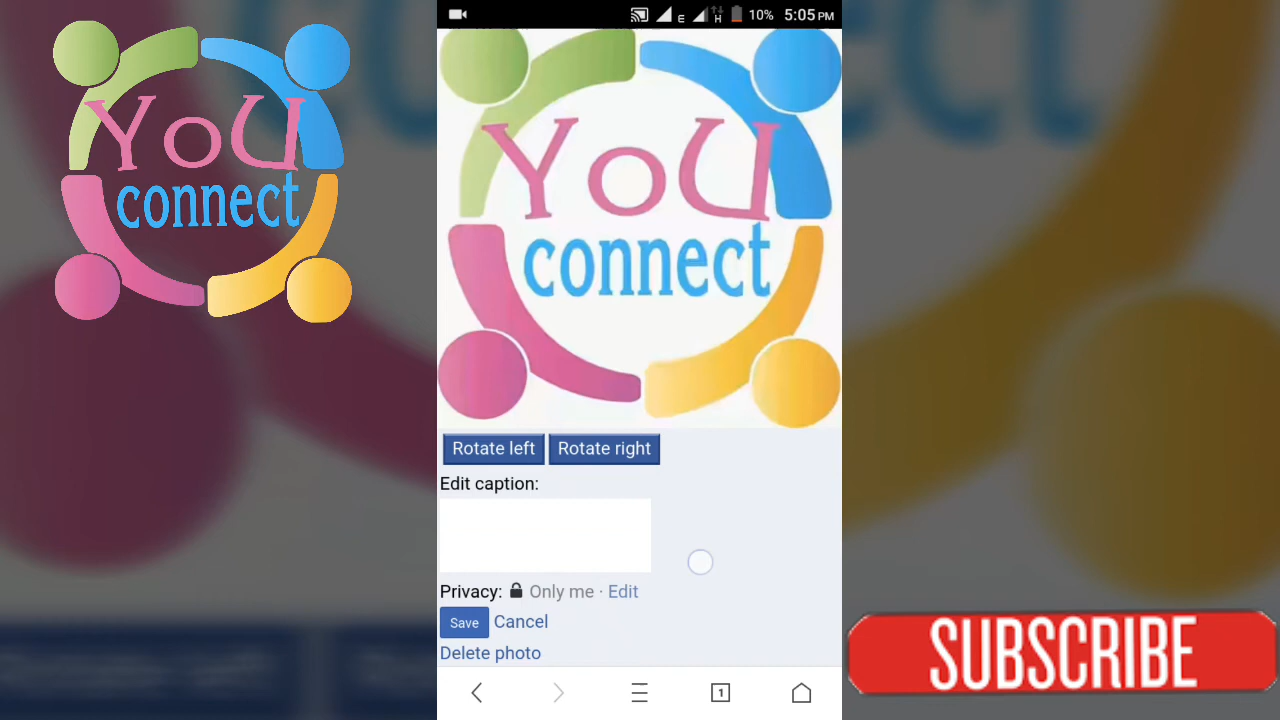 YoU
connect
E
H
10%
5:05 PM
YoU
connect
Rotate left
Rotate right
Edit caption:
Privacy: Only me · Edit
Save
Cancel
Delete photo
1
SUBSCRIBE